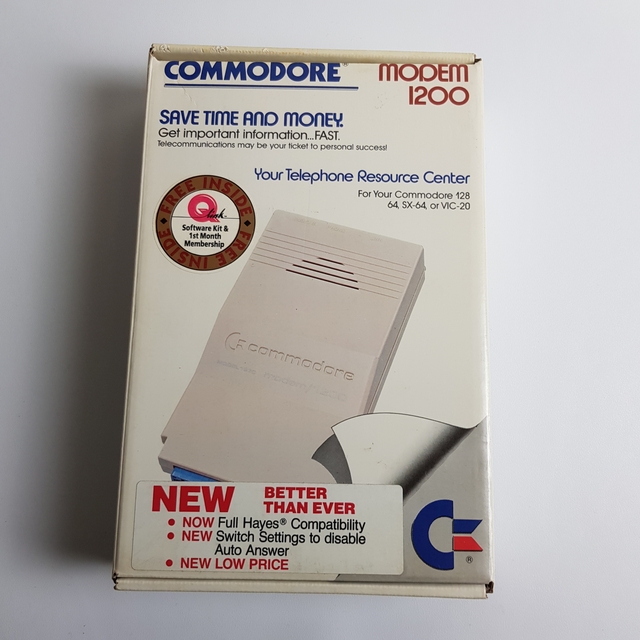 COMMODORE™
MODEM
1200
SAVE TIME AND MONEY.
Get important information...FAST.
Telecommunications may be your ticket to personal success!
Your Telephone Resource Center
For Your Commodore 128
64, SX-64, or VIC-20
FREE INSIDE
Q-Link
Software Kit &
1st Month
Membership
FREE INSIDE
commodore
modem/1200
NEW BETTER
THAN EVER
• NOW Full Hayes® Compatibility
• NEW Switch Settings to disable
Auto Answer
• NEW LOW PRICE
®